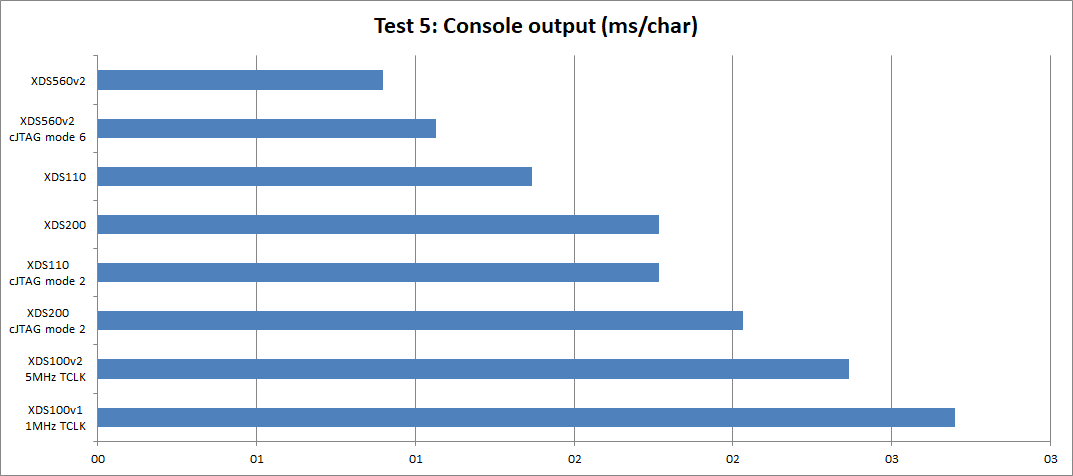 Test 5: Console output (ms/char)
XDS560v2
XDS560v2
cJTAG mode 6
XDS110
XDS200
XDS110
cJTAG mode 2
XDS200
cJTAG mode 2
XDS100v2
5MHz TCLK
XDS100v1
1MHz TCLK
00 01 01 02 02 03 03